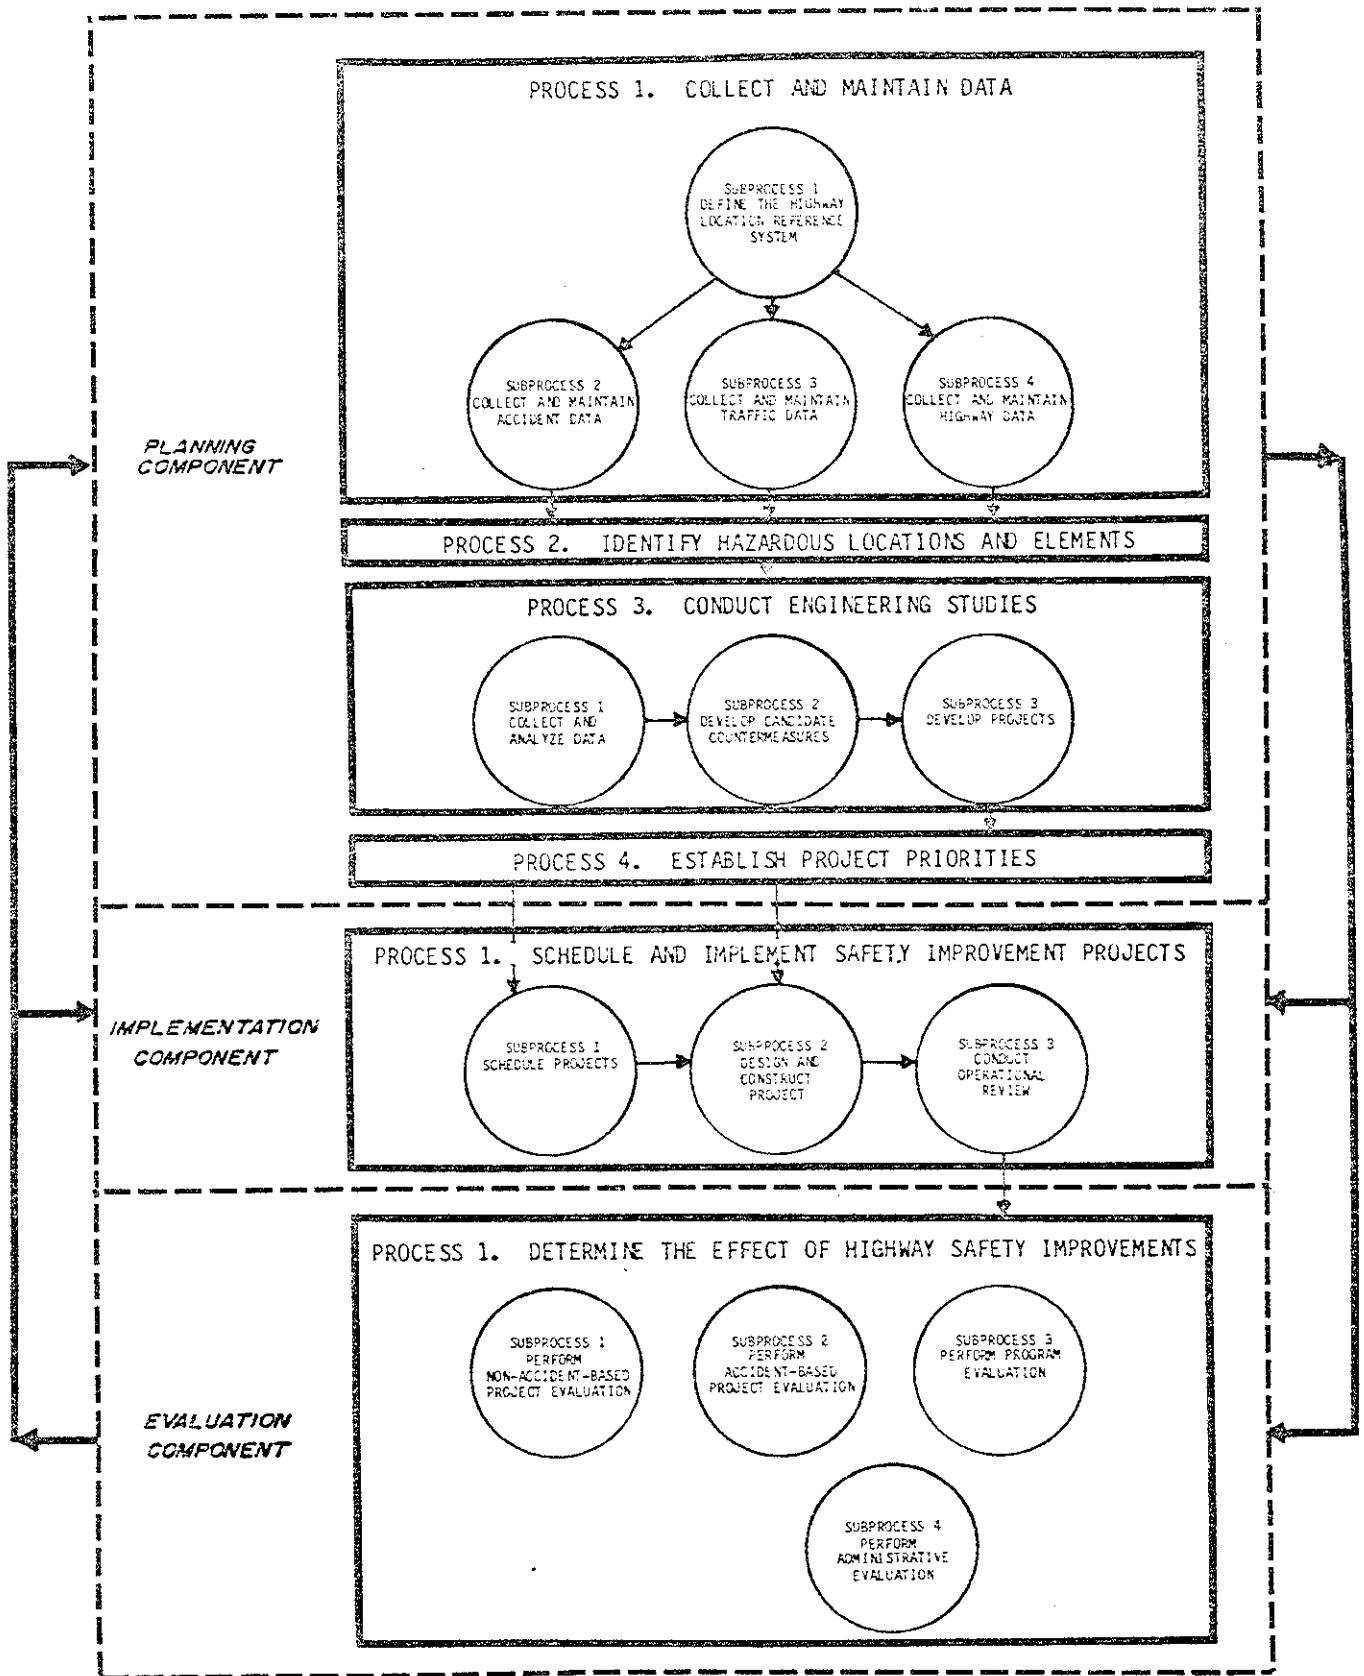 PROCESS 1. COLLECT AND MAINTAIN DATA
SUBPROCESS 1
DEFINE THE HIGHWAY
LOCATION REFERENCE
SYSTEM
SUBPROCESS 2
COLLECT AND MAINTAIN
ACCIDENT DATA
SUBPROCESS 3
COLLECT AND MAINTAIN
TRAFFIC DATA
SUBPROCESS 4
COLLECT AND MAINTAIN
HIGHWAY DATA
PLANNING
COMPONENT
PROCESS 2. IDENTIFY HAZARDOUS LOCATIONS AND ELEMENTS
PROCESS 3. CONDUCT ENGINEERING STUDIES
SUBPROCESS 1
COLLECT AND
ANALYZE DATA
SUBPROCESS 2
DEVELOP CANDIDATE
COUNTERMEASURES
SUBPROCESS 3
DEVELOP PROJECTS
PROCESS 4. ESTABLISH PROJECT PRIORITIES
PROCESS 1. SCHEDULE AND IMPLEMENT SAFETY IMPROVEMENT PROJECTS
IMPLEMENTATION
COMPONENT
SUBPROCESS 1
SCHEDULE PROJECTS
SUBPROCESS 2
DESIGN AND
CONSTRUCT
PROJECT
SUBPROCESS 3
CONDUCT
OPERATIONAL
REVIEW
PROCESS 1. DETERMINE THE EFFECT OF HIGHWAY SAFETY IMPROVEMENTS
SUBPROCESS 1
PERFORM
NON-ACCIDENT-BASED
PROJECT EVALUATION
SUBPROCESS 2
PERFORM
ACCIDENT-BASED
PROJECT EVALUATION
SUBPROCESS 3
PERFORM PROGRAM
EVALUATION
EVALUATION
COMPONENT
SUBPROCESS 4
PERFORM
ADMINISTRATIVE
EVALUATION